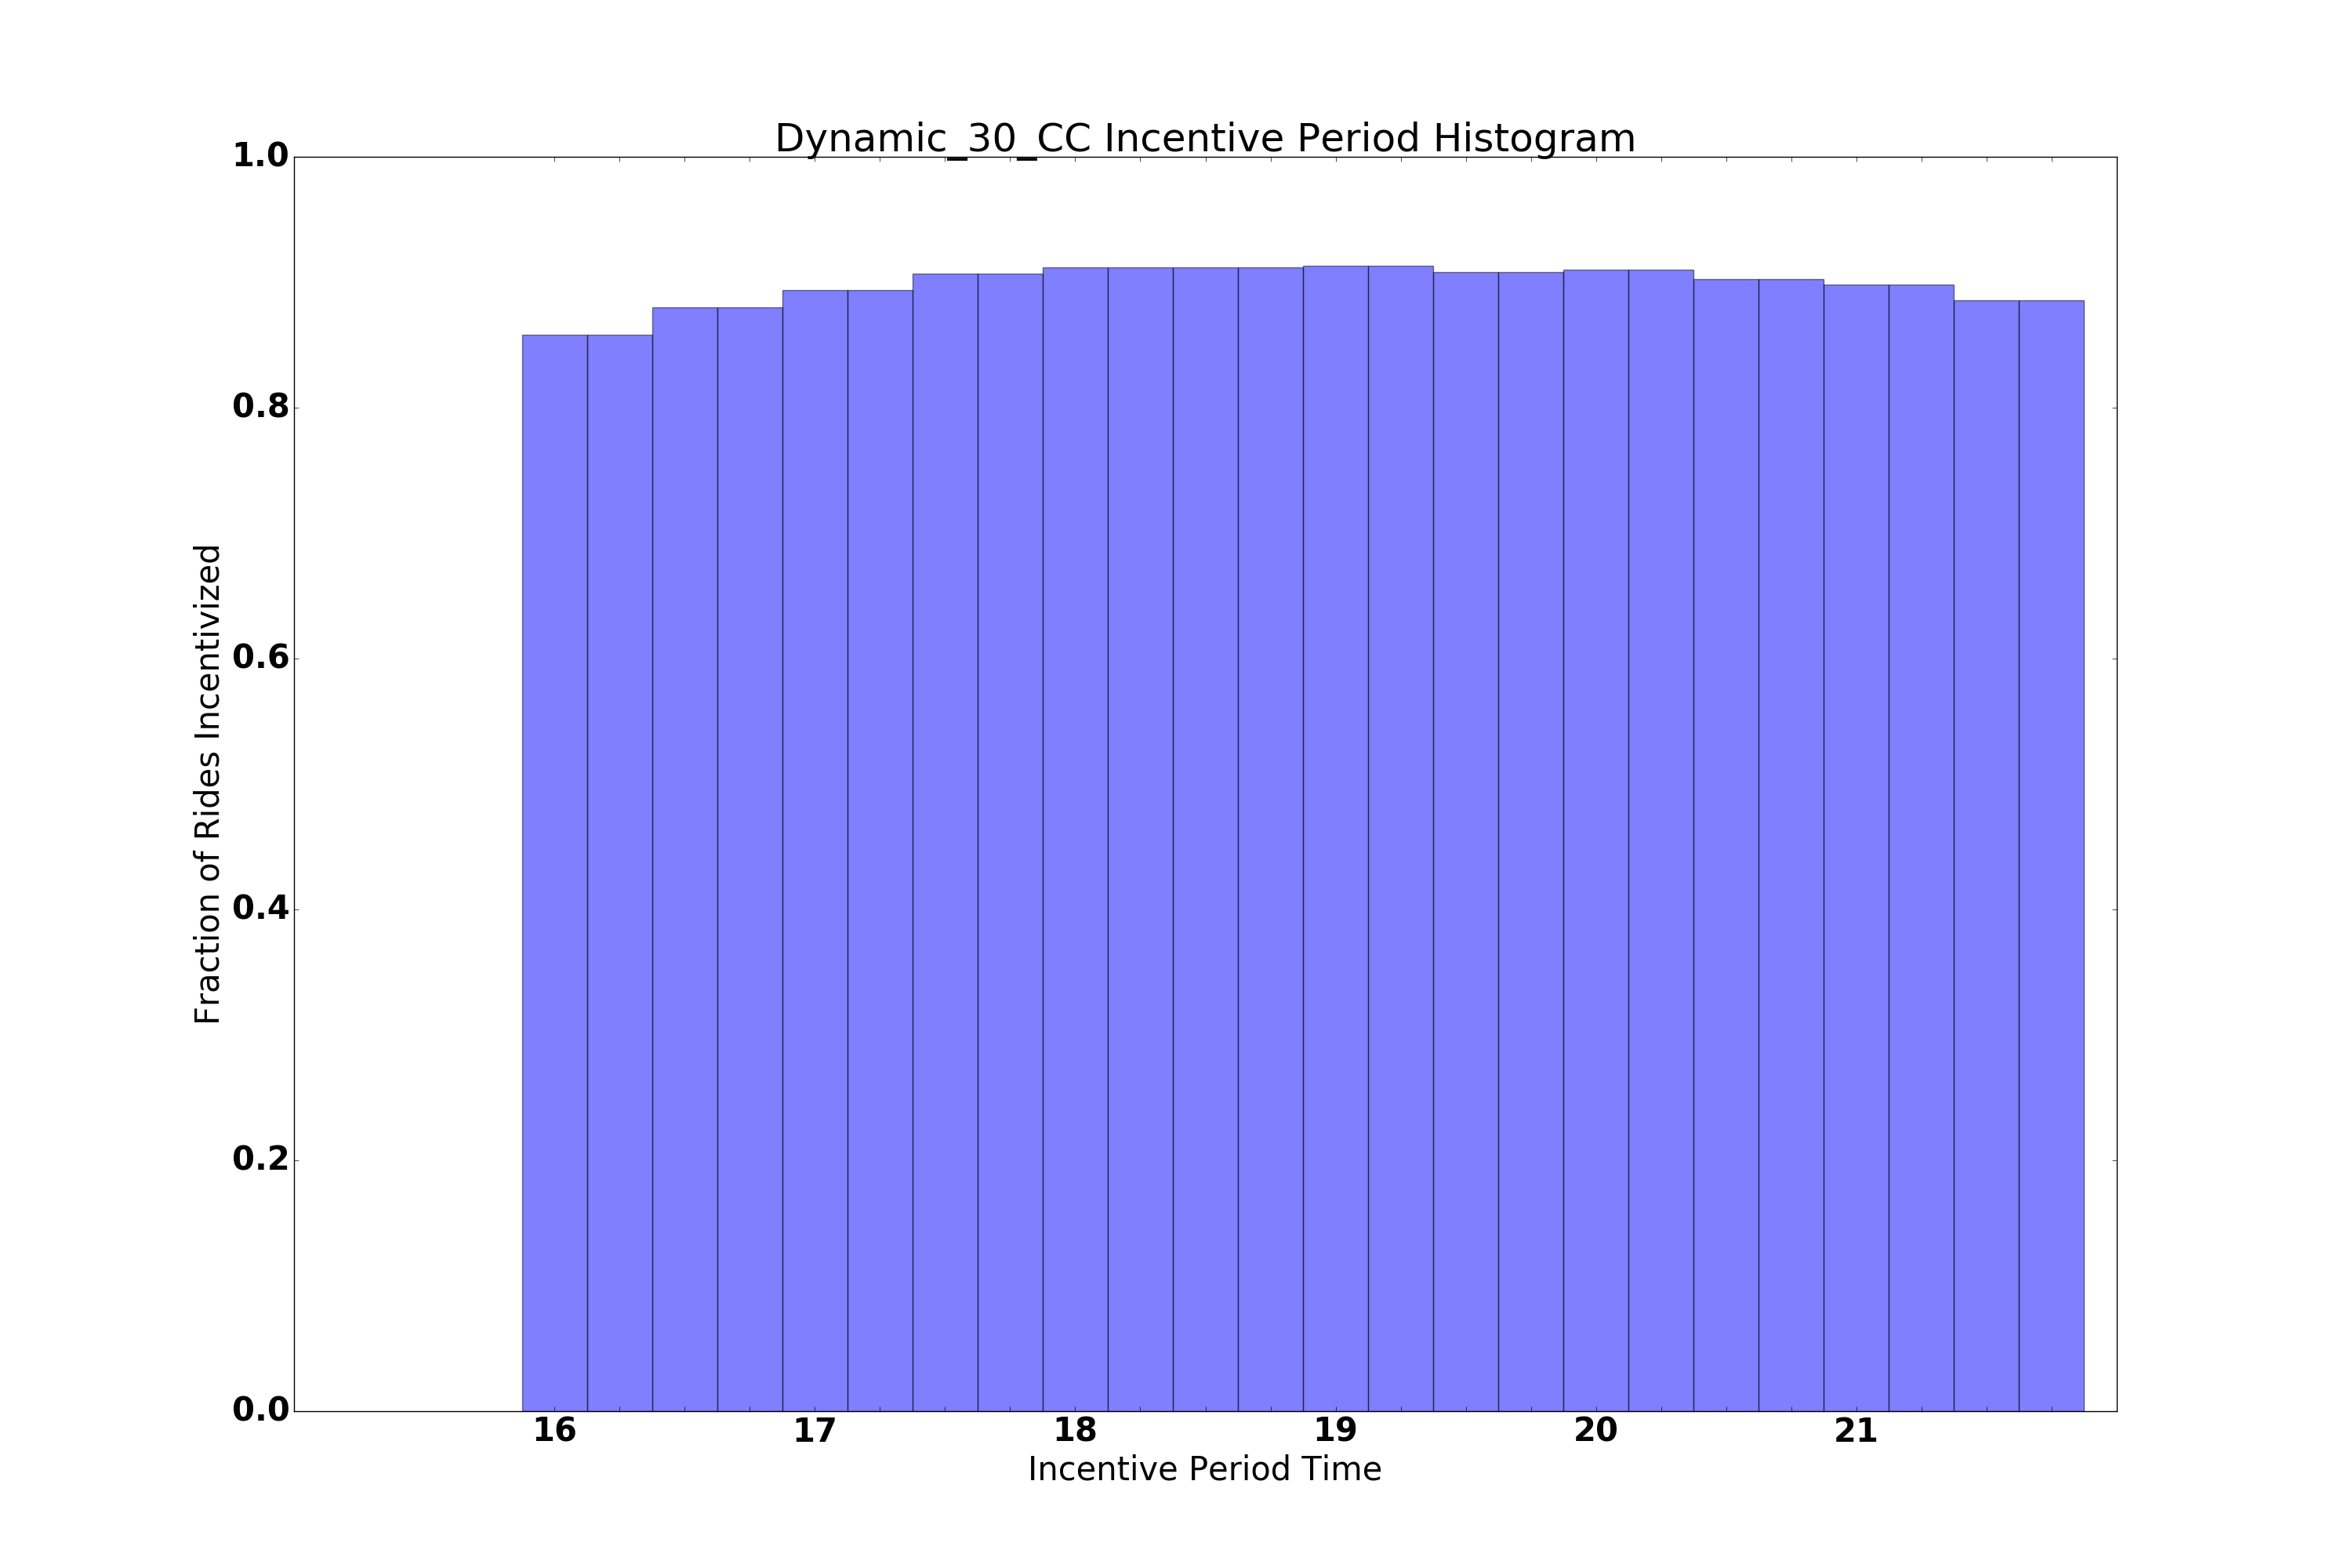 Dynamic_30_CC Incentive Period Histogram
1.0
0.8
0.6
0.4
0.2
0.0
Fraction of Rides Incentivized
16 17 18 19 20 21
Incentive Period Time